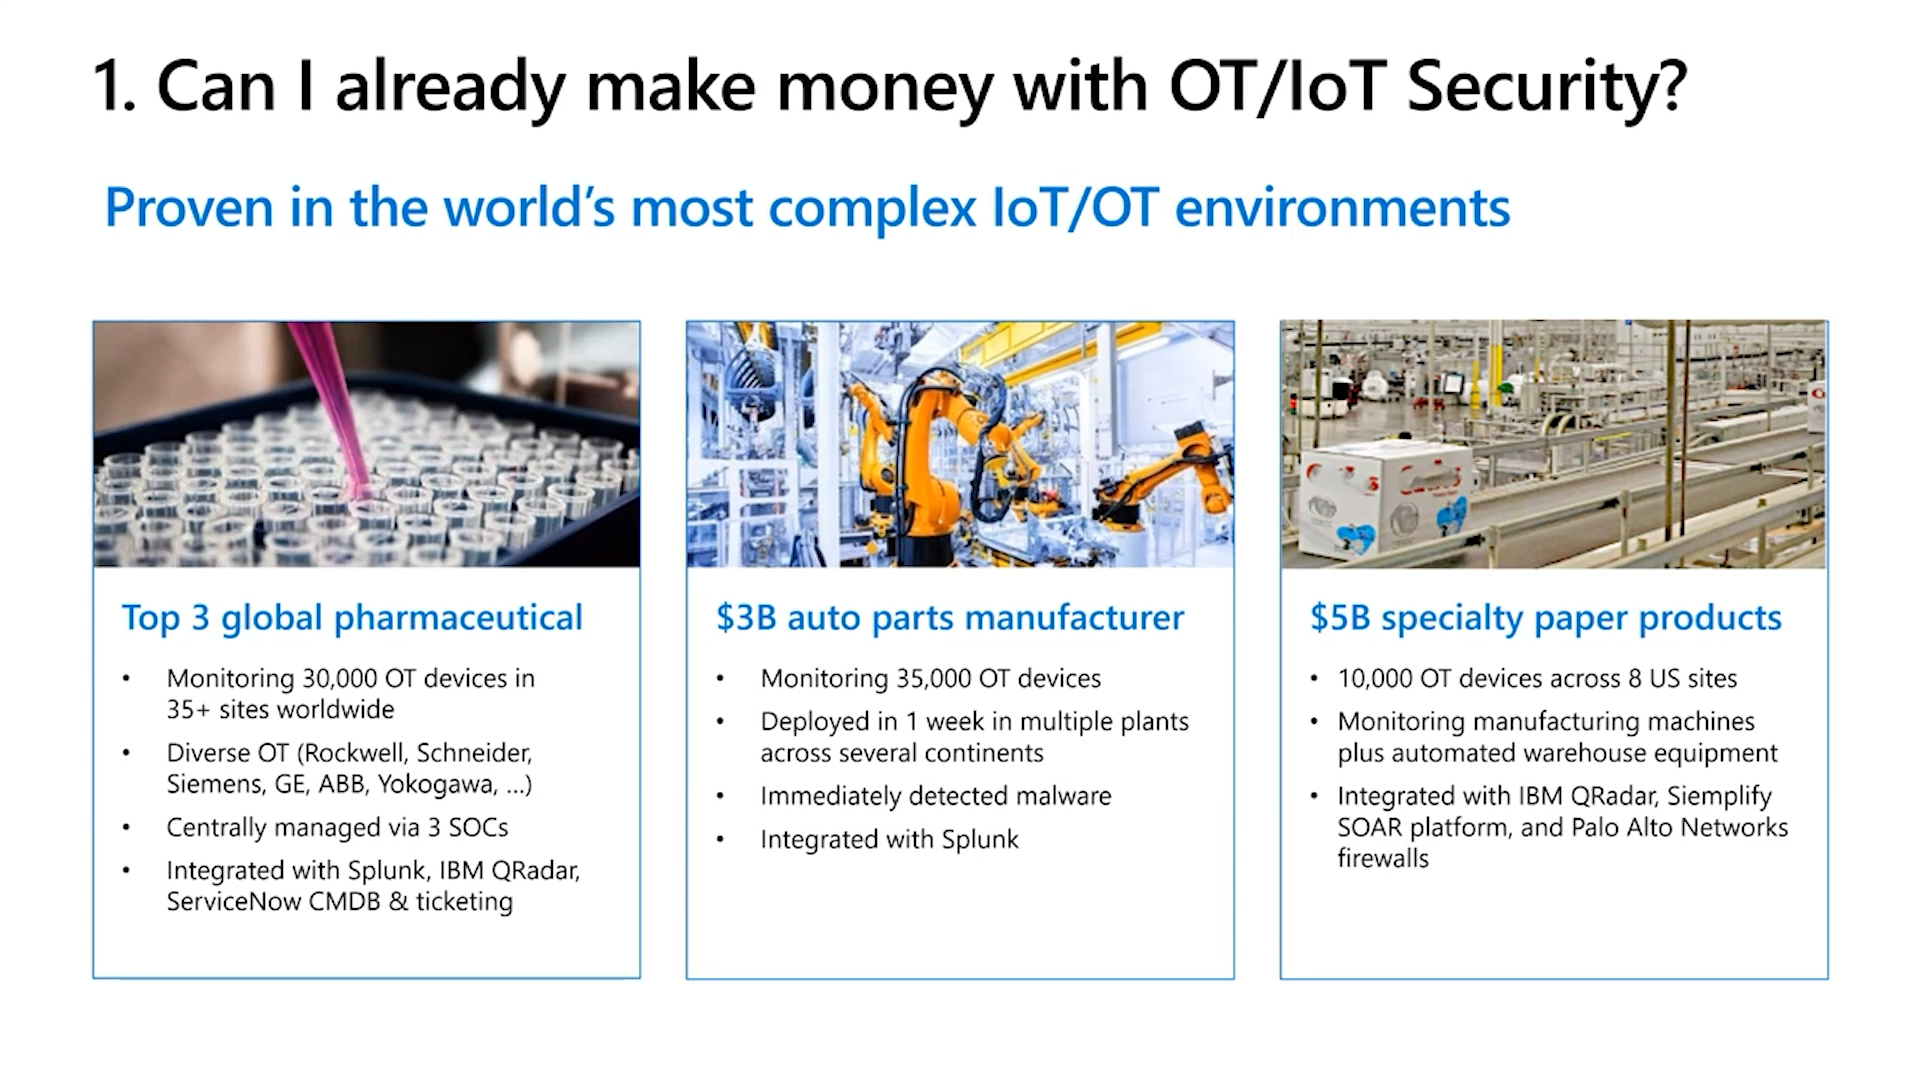 1. Can I already make money with OT/IoT Security?
Proven in the world's most complex IoT/OT environments
Top 3 global pharmaceutical
• Monitoring 30,000 OT devices in
35+ sites worldwide
• Diverse OT (Rockwell, Schneider,
Siemens, GE, ABB, Yokogawa, ...)
• Centrally managed via 3 SOCs
• Integrated with Splunk, IBM QRadar,
ServiceNow CMDB & ticketing
$3B auto parts manufacturer
• Monitoring 35,000 OT devices
• Deployed in 1 week in multiple plants
across several continents
• Immediately detected malware
• Integrated with Splunk
$5B specialty paper products
• 10,000 OT devices across 8 US sites
• Monitoring manufacturing machines
plus automated warehouse equipment
• Integrated with IBM QRadar, Siemplify
SOAR platform, and Palo Alto Networks
firewalls